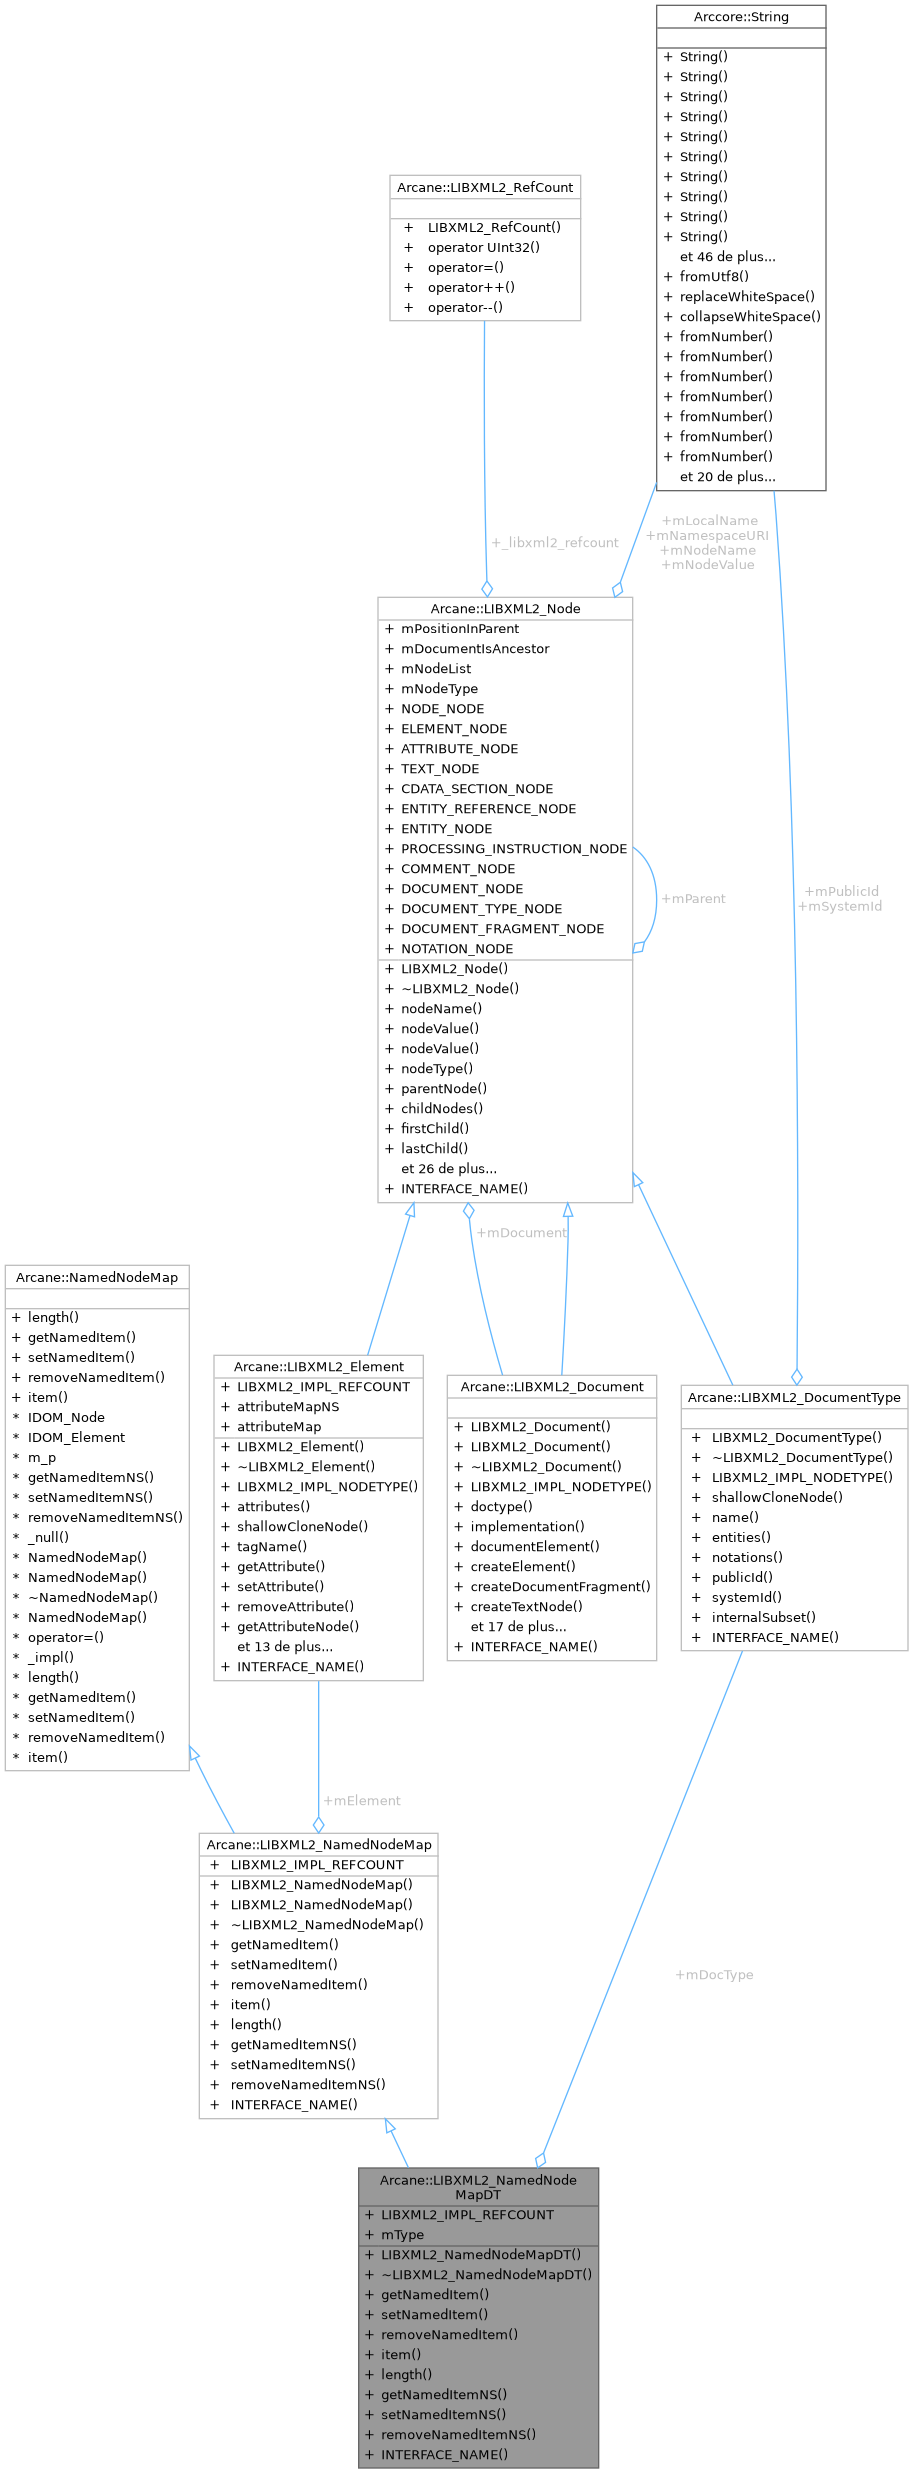 Arccore::String
+ String()
+ String()
+ String()
+ String()
+ String()
+ String()
+ String()
+ String()
+ String()
+ String()
et 46 de plus...
+ fromUtf8()
+ replaceWhiteSpace()
+ collapseWhiteSpace()
+ fromNumber()
+ fromNumber()
+ fromNumber()
+ fromNumber()
+ fromNumber()
+ fromNumber()
+ fromNumber()
et 20 de plus...
Arcane::LIBXML2_RefCount
+ LIBXML2_RefCount()
+ operator UInt32()
+ operator=()
+ operator++()
+ operator--()
+_libxml2_refcount
+mLocalName
+mNamespaceURI
+mNodeName
+mNodeValue
Arcane::LIBXML2_Node
+ mPositionInParent
+ mDocumentIsAncestor
+ mNodeList
+ mNodeType
+ NODE_NODE
+ ELEMENT_NODE
+ ATTRIBUTE_NODE
+ TEXT_NODE
+ CDATA_SECTION_NODE
+ ENTITY_REFERENCE_NODE
+ ENTITY_NODE
+ PROCESSING_INSTRUCTION_NODE
+ COMMENT_NODE
+ DOCUMENT_NODE
+ DOCUMENT_TYPE_NODE
+ DOCUMENT_FRAGMENT_NODE
+ NOTATION_NODE
+ LIBXML2_Node()
+ ~LIBXML2_Node()
+ nodeName()
+ nodeValue()
+ nodeValue()
+ nodeType()
+ parentNode()
+ childNodes()
+ firstChild()
+ lastChild()
et 26 de plus...
+ INTERFACE_NAME()
+mParent
+mPublicId
+mSystemId
+mDocument
Arcane::NamedNodeMap
+ length()
+ getNamedItem()
+ setNamedItem()
+ removeNamedItem()
+ item()
* IDOM_Node
* IDOM_Element
* m_p
* getNamedItemNS()
* setNamedItemNS()
* removeNamedItemNS()
* _null()
* NamedNodeMap()
* NamedNodeMap()
* ~NamedNodeMap()
* NamedNodeMap()
* operator=()
* _impl()
* length()
* getNamedItem()
* setNamedItem()
* removeNamedItem()
* item()
Arcane::LIBXML2_Element
+ LIBXML2_IMPL_REFCOUNT
+ attributeMapNS
+ attributeMap
+ LIBXML2_Element()
+ ~LIBXML2_Element()
+ LIBXML2_IMPL_NODETYPE()
+ attributes()
+ shallowCloneNode()
+ tagName()
+ getAttribute()
+ setAttribute()
+ removeAttribute()
+ getAttributeNode()
et 13 de plus...
+ INTERFACE_NAME()
Arcane::LIBXML2_Document
+ LIBXML2_Document()
+ LIBXML2_Document()
+ ~LIBXML2_Document()
+ LIBXML2_IMPL_NODETYPE()
+ doctype()
+ implementation()
+ documentElement()
+ createElement()
+ createDocumentFragment()
+ createTextNode()
et 17 de plus...
+ INTERFACE_NAME()
Arcane::LIBXML2_DocumentType
+ LIBXML2_DocumentType()
+ ~LIBXML2_DocumentType()
+ LIBXML2_IMPL_NODETYPE()
+ shallowCloneNode()
+ name()
+ entities()
+ notations()
+ publicId()
+ systemId()
+ internalSubset()
+ INTERFACE_NAME()
+mElement
Arcane::LIBXML2_NamedNodeMap
+ LIBXML2_IMPL_REFCOUNT
+ LIBXML2_NamedNodeMap()
+ LIBXML2_NamedNodeMap()
+ ~LIBXML2_NamedNodeMap()
+ getNamedItem()
+ setNamedItem()
+ removeNamedItem()
+ item()
+ length()
+ getNamedItemNS()
+ setNamedItemNS()
+ removeNamedItemNS()
+ INTERFACE_NAME()
+mDocType
Arcane::LIBXML2_NamedNode
MapDT
+ LIBXML2_IMPL_REFCOUNT
+ mType
+ LIBXML2_NamedNodeMapDT()
+ ~LIBXML2_NamedNodeMapDT()
+ getNamedItem()
+ setNamedItem()
+ removeNamedItem()
+ item()
+ length()
+ getNamedItemNS()
+ setNamedItemNS()
+ removeNamedItemNS()
+ INTERFACE_NAME()